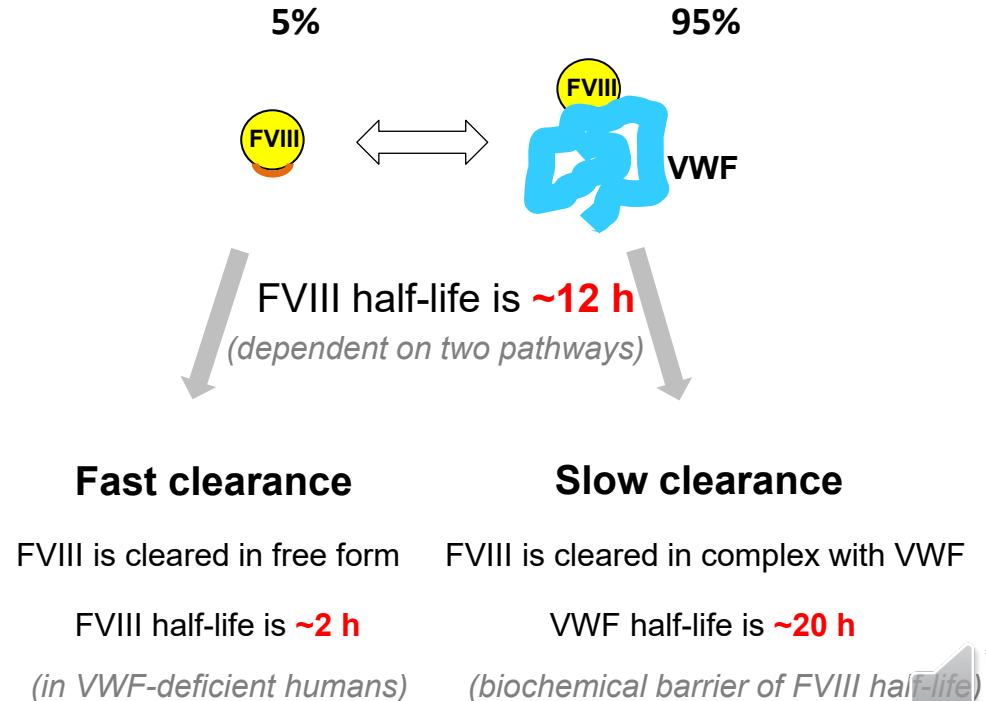 5% 95%
FVIII
FVIII
VWF
FVIII half-life is ~12 h
(dependent on two pathways)
Fast clearance
FVIII is cleared in free form
FVIII half-life is ~2 h
(in VWF-deficient humans)
Slow clearance
FVIII is cleared in complex with VWF
VWF half-life is ~20 h
(biochemical barrier of FVIII half-life)